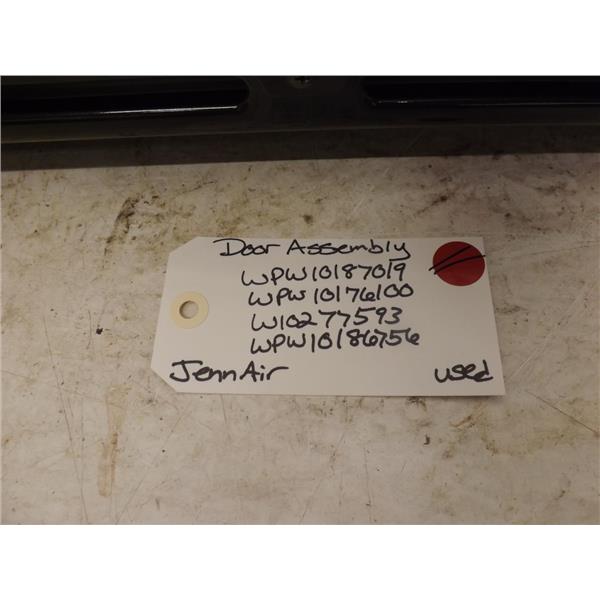 Door Assembly
WPW10187019
WPW10176100
W10277593
WPW10186756
JennAir used